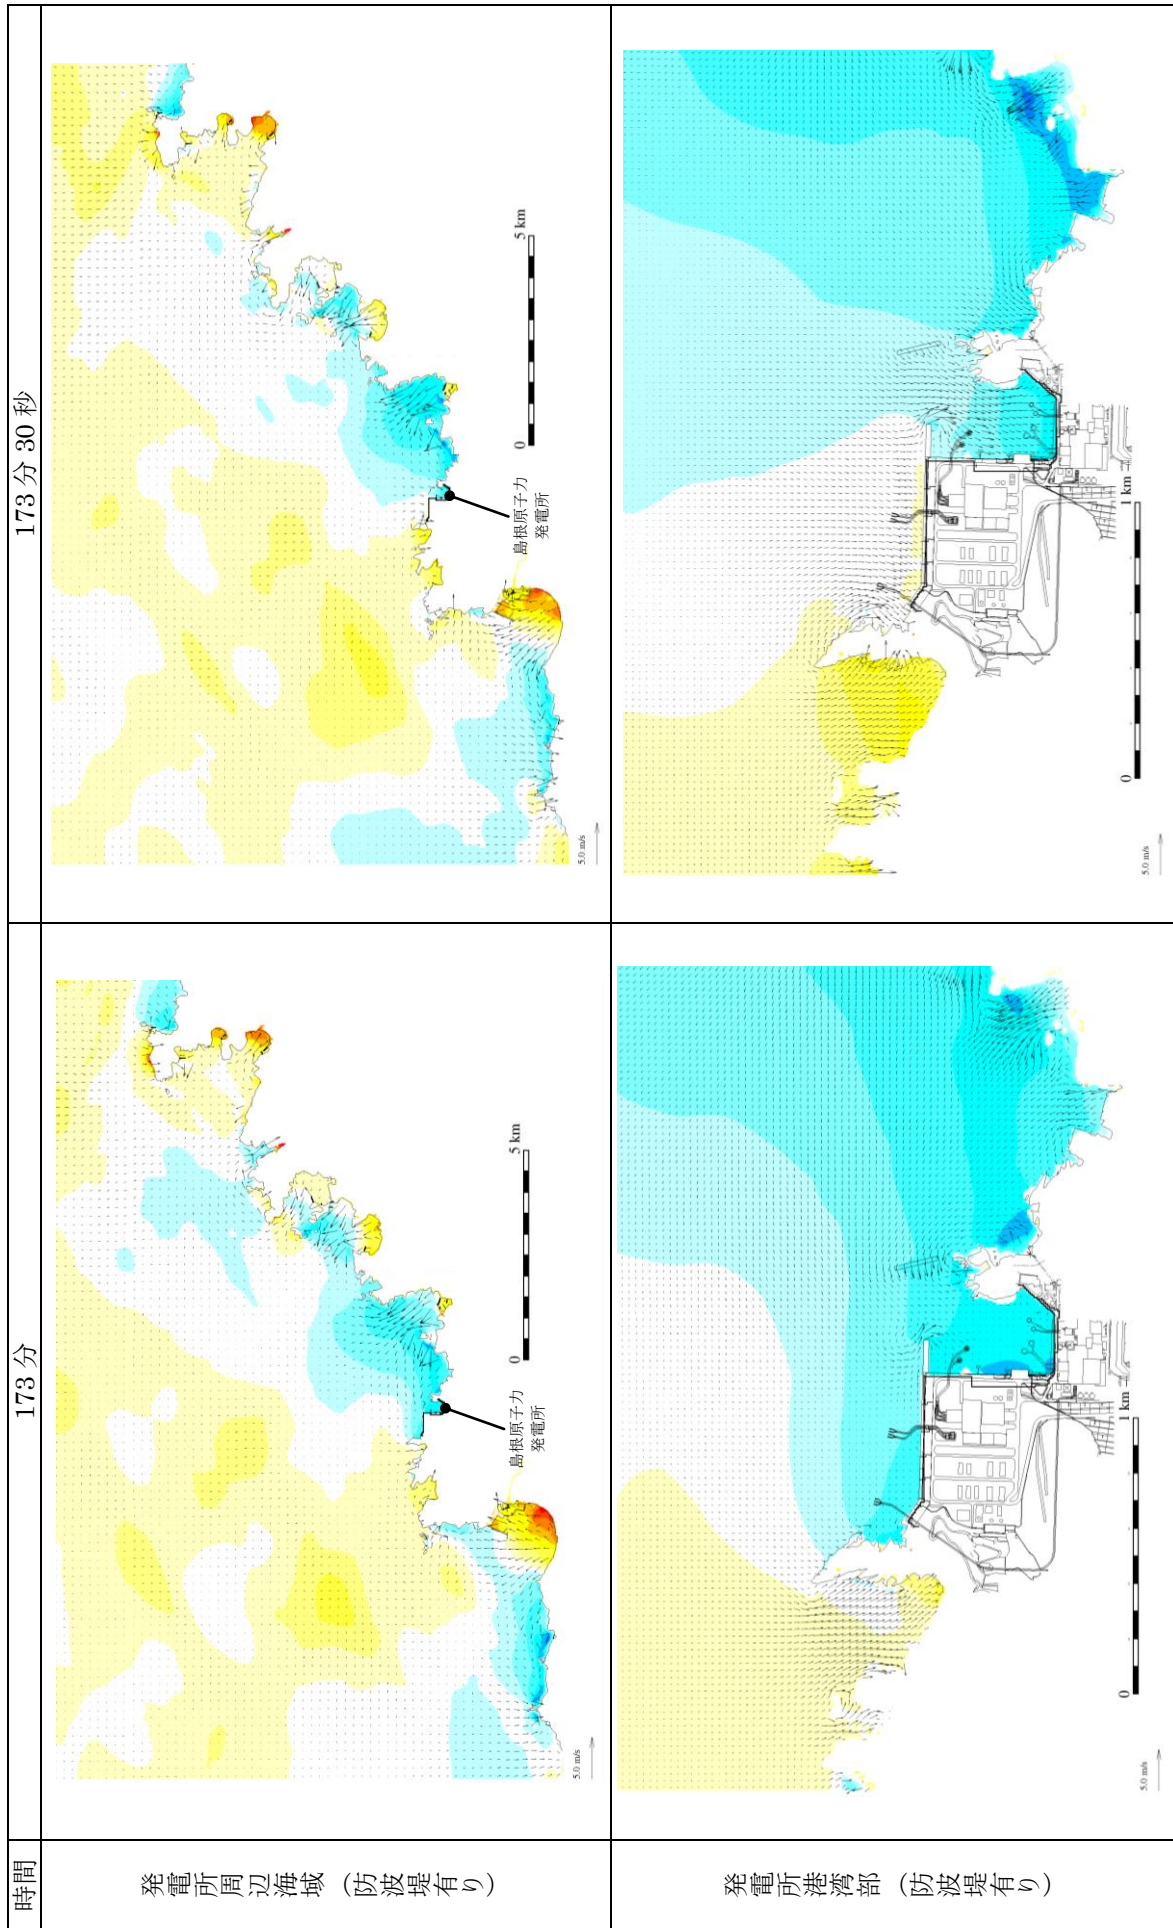 時間
173分
173分30秒
発電所周辺海域（防波堤有り）
島根原子力
発電所
0
5 km
5.0 m/s
島根原子力
発電所
0
5 km
5.0 m/s
発電所港湾部（防波堤有り）
0
1 km
5.0 m/s
0
1 km
5.0 m/s